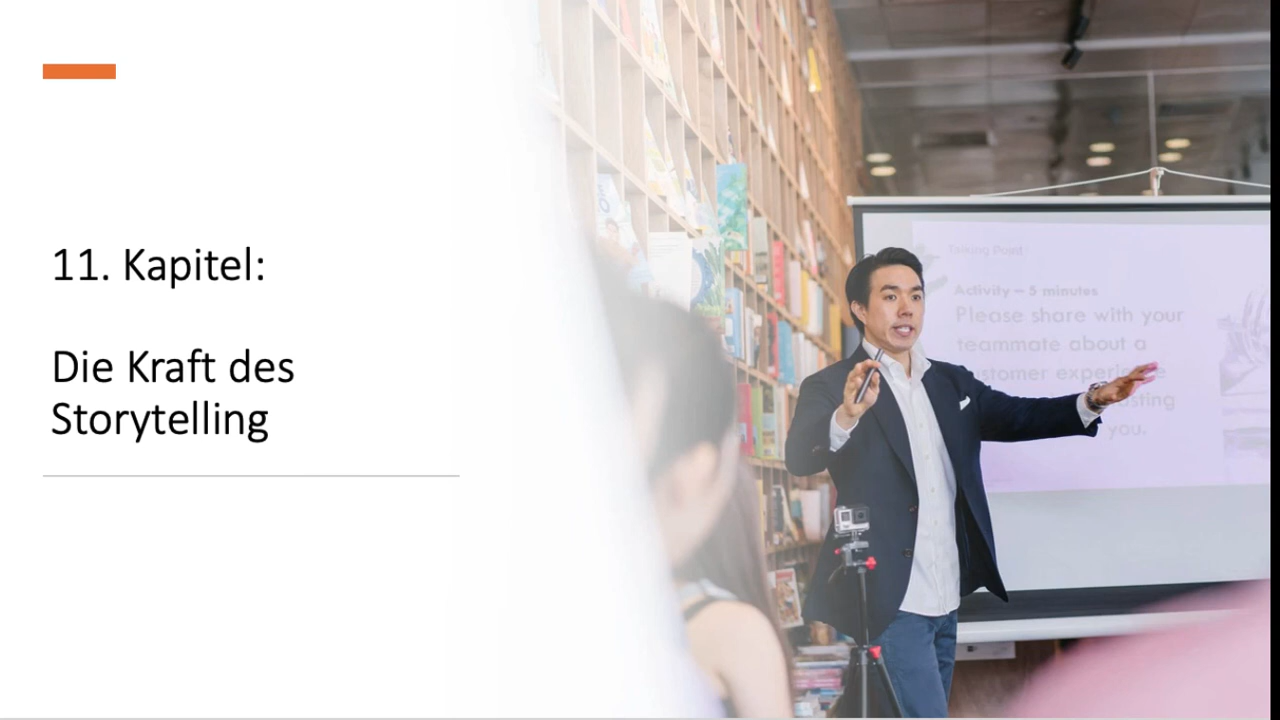 11. Kapitel:
Die Kraft des
Storytelling
Talking Point!
Activity – 5 minutes
Please share with your
teammate about a
experience
you.